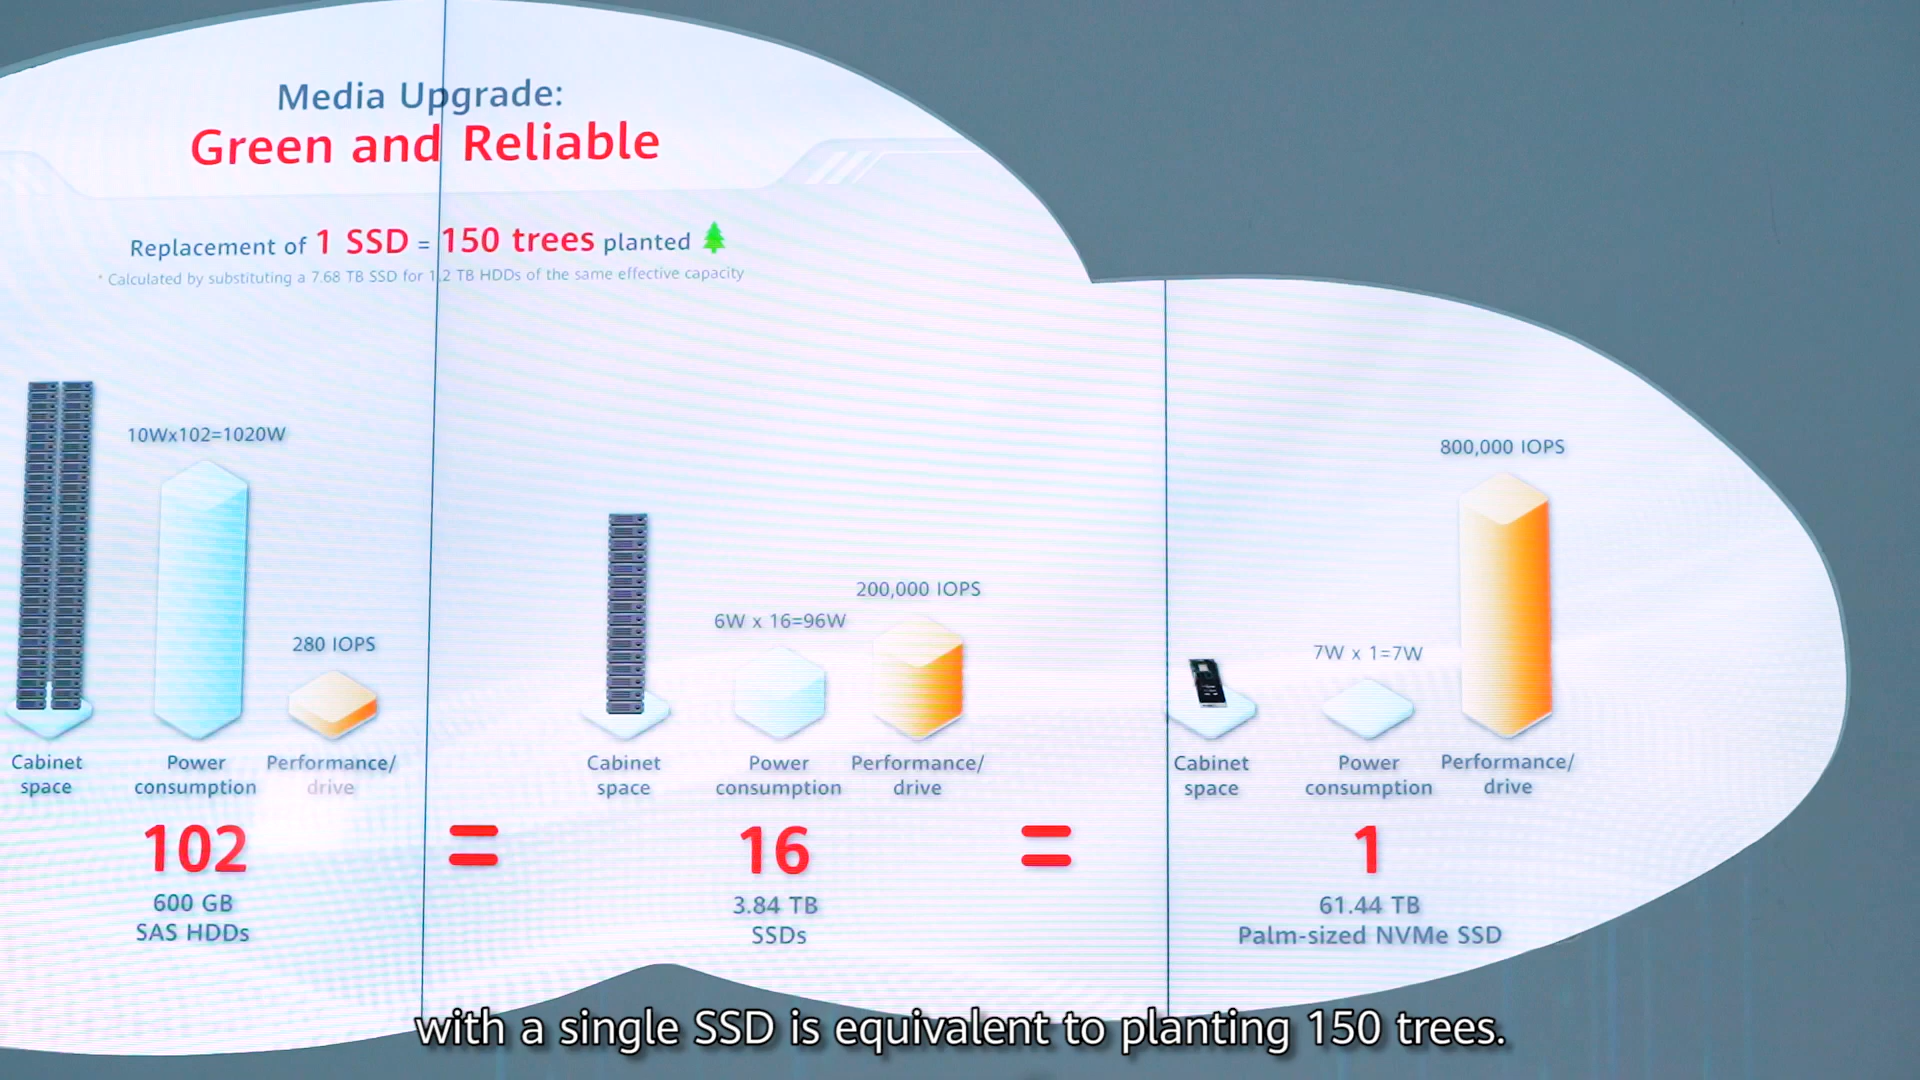 Media Upgrade:
Green and Reliable
Replacement of 1 SSD = 150 trees planted
* Calculated by substituting a 7.68 TB SSD for 1.2 TB HDDs of the same effective capacity
10Wx102=1020W
280 IOPS
Cabinet space
Power consumption
Performance/ drive
102
600 GB
SAS HDDs
=
6W x 16=96W
200,000 IOPS
Cabinet space
Power consumption
Performance/ drive
16
3.84 TB
SSDs
=
7W x 1=7W
800,000 IOPS
Cabinet space
Power consumption
Performance/ drive
1
61.44 TB
Palm-sized NVMe SSD
with a single SSD is equivalent to planting 150 trees.